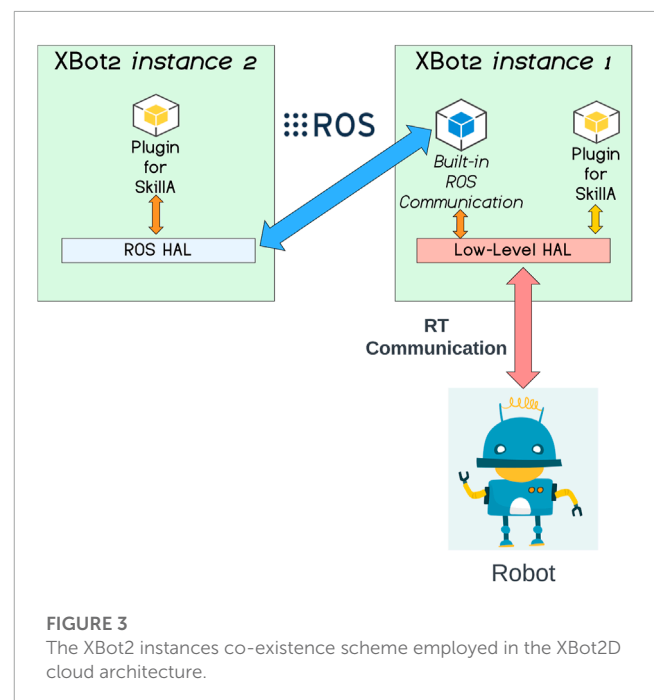 XBot2 instance 2
Plugin
for
SkillA
ROS HAL
ROS
XBot2 instance 1
Built-in
ROS
Communication
Plugin
for
SkillA
Low-Level HAL
RT
Communication
Robot
FIGURE 3
The XBot2 instances co-existence scheme employed in the XBot2D
cloud architecture.